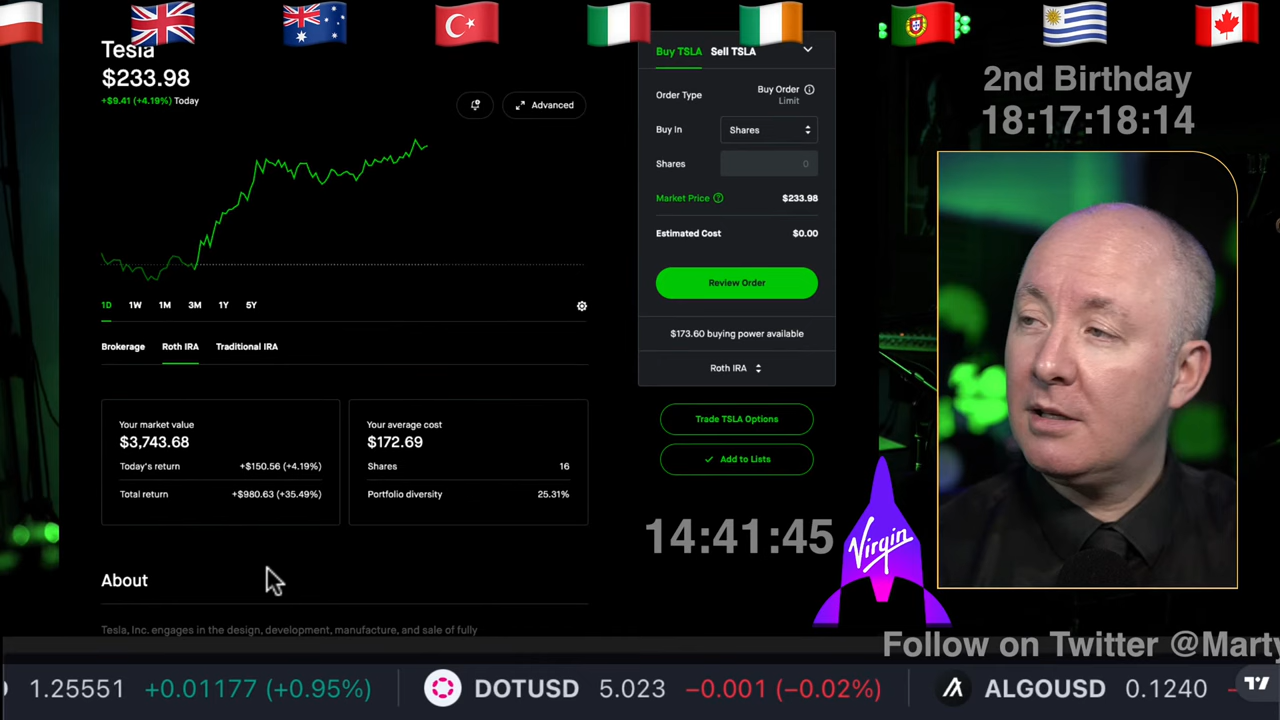 Tesla
$233.98
+$9.41 (+4.19%) Today
Advanced
1D 1W 1M 3M 1Y 5Y
Brokerage Roth IRA Traditional IRA
Your market value
$3,743.68
Today's return +$150.56 (+4.19%)
Total return +$980.63 (+35.49%)
Your average cost
$172.69
Shares 16
Portfolio diversity 25.31%
About
Tesla, Inc. engages in the design, development, manufacture, and sale of fully
Buy TSLA Sell TSLA
Order Type Buy Order
Limit
Buy In Shares
Shares 0
Market Price $233.98
Estimated Cost $0.00
Review Order
$173.60 buying power available
Roth IRA
Trade TSLA Options
Add to Lists
14:41:45
Virgin
2nd Birthday
18:17:18:14
Follow on Twitter @Marty
1.25551 +0.01177 (+0.95%) DOTUSD 5.023 −0.001 (−0.02%) ALGOUSD 0.1240 −